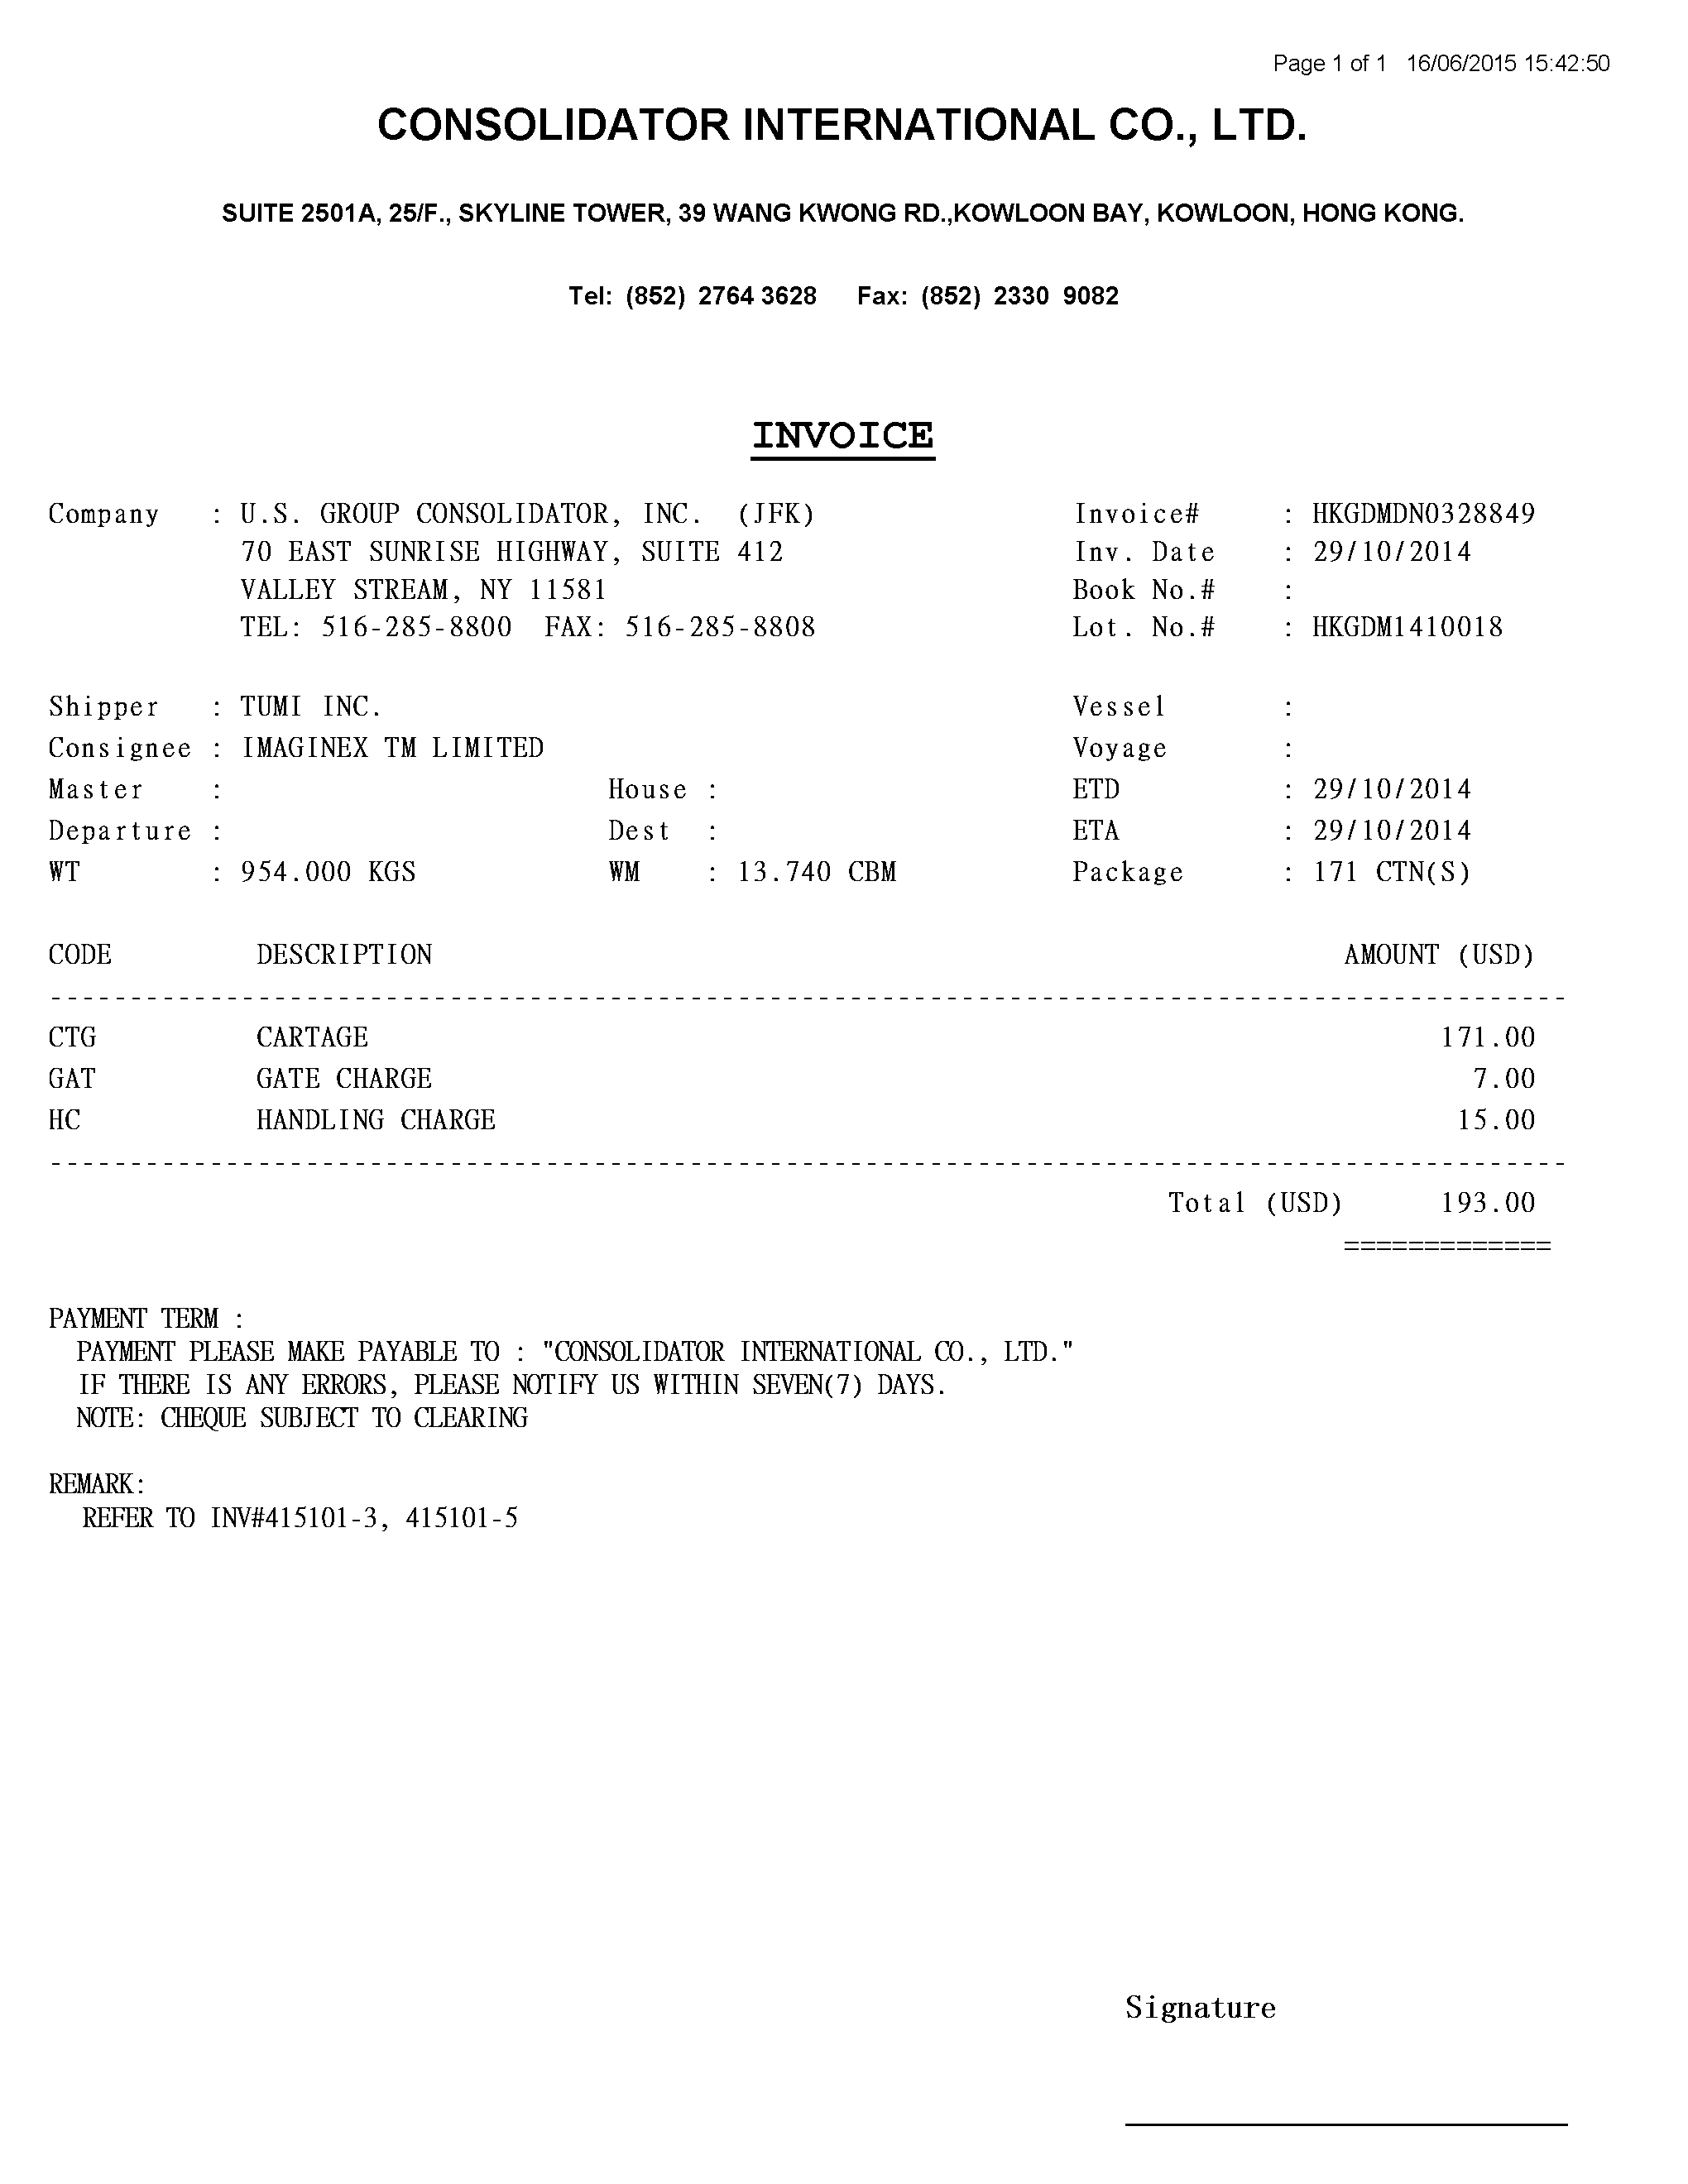 Page 1 of 1 16/06/2015 15:42:50
CONSOLIDATOR INTERNATIONAL CO., LTD.
SUITE 2501A, 25/F., SKYLINE TOWER, 39 WANG KWONG RD.,KOWLOON BAY, KOWLOON, HONG KONG.
Tel: (852) 2764 3628 Fax: (852) 2330 9082
INVOICE
Company : U.S. GROUP CONSOLIDATOR, INC. (JFK) Invoice# : HKGDMDN0328849
70 EAST SUNRISE HIGHWAY, SUITE 412 Inv. Date : 29/10/2014
VALLEY STREAM, NY 11581 Book No.# :
TEL: 516-285-8800 FAX: 516-285-8808 Lot. No.# : HKGDM1410018
Shipper : TUMI INC. Vessel :
Consignee : IMAGINEX TM LIMITED Voyage :
Master : House : ETD : 29/10/2014
Departure : Dest : ETA : 29/10/2014
WT : 954.000 KGS WM : 13.740 CBM Package : 171 CTN(S)
CODE DESCRIPTION AMOUNT (USD)
CTG CARTAGE 171.00
GAT GATE CHARGE 7.00
HC HANDLING CHARGE 15.00
Total (USD) 193.00
=============
PAYMENT TERM :
PAYMENT PLEASE MAKE PAYABLE TO : "CONSOLIDATOR INTERNATIONAL CO., LTD."
IF THERE IS ANY ERRORS, PLEASE NOTIFY US WITHIN SEVEN(7) DAYS.
NOTE: CHEQUE SUBJECT TO CLEARING
REMARK:
REFER TO INV#415101-3, 415101-5
Signature